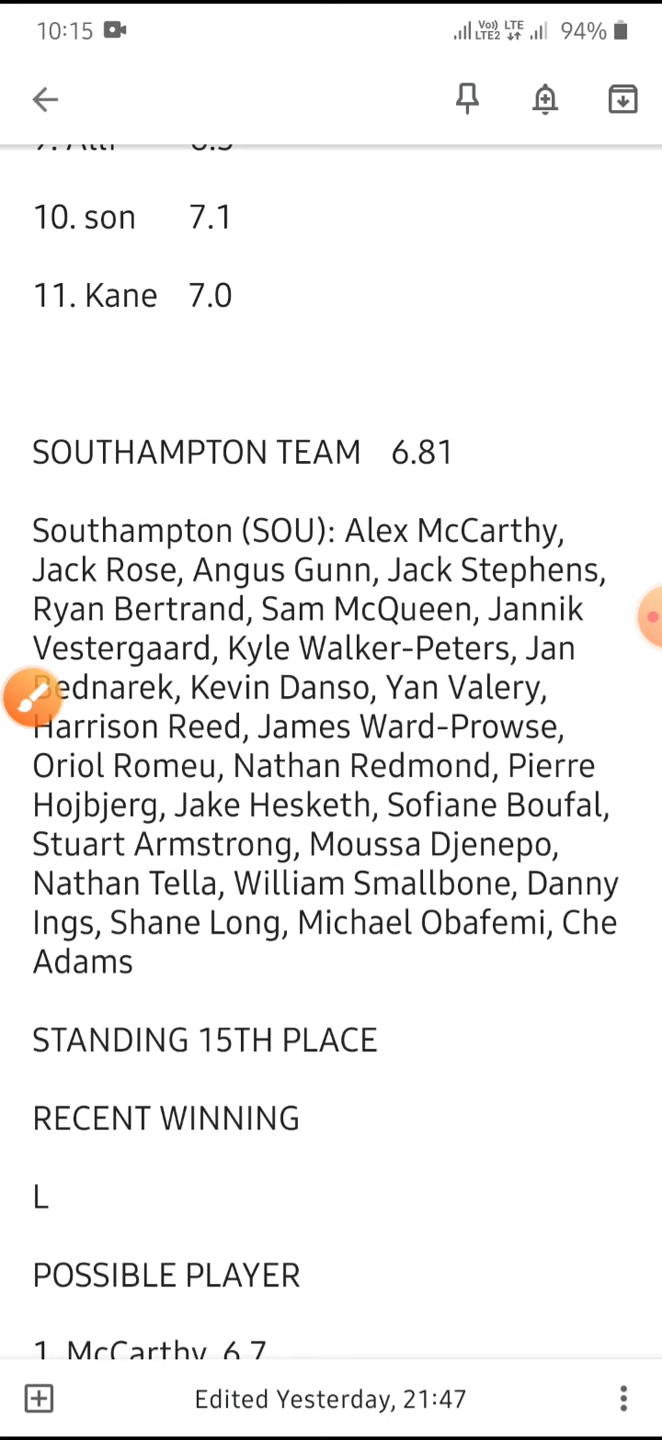 10:15
Vo)) LTE
LTE2
94%
10. son 7.1
11. Kane 7.0
SOUTHAMPTON TEAM 6.81
Southampton (SOU): Alex McCarthy,
Jack Rose, Angus Gunn, Jack Stephens,
Ryan Bertrand, Sam McQueen, Jannik
Vestergaard, Kyle Walker-Peters, Jan
Bednarek, Kevin Danso, Yan Valery,
Harrison Reed, James Ward-Prowse,
Oriol Romeu, Nathan Redmond, Pierre
Hojbjerg, Jake Hesketh, Sofiane Boufal,
Stuart Armstrong, Moussa Djenepo,
Nathan Tella, William Smallbone, Danny
Ings, Shane Long, Michael Obafemi, Che
Adams
STANDING 15TH PLACE
RECENT WINNING
L
POSSIBLE PLAYER
1. McCarthy 6.7
Edited Yesterday, 21:47